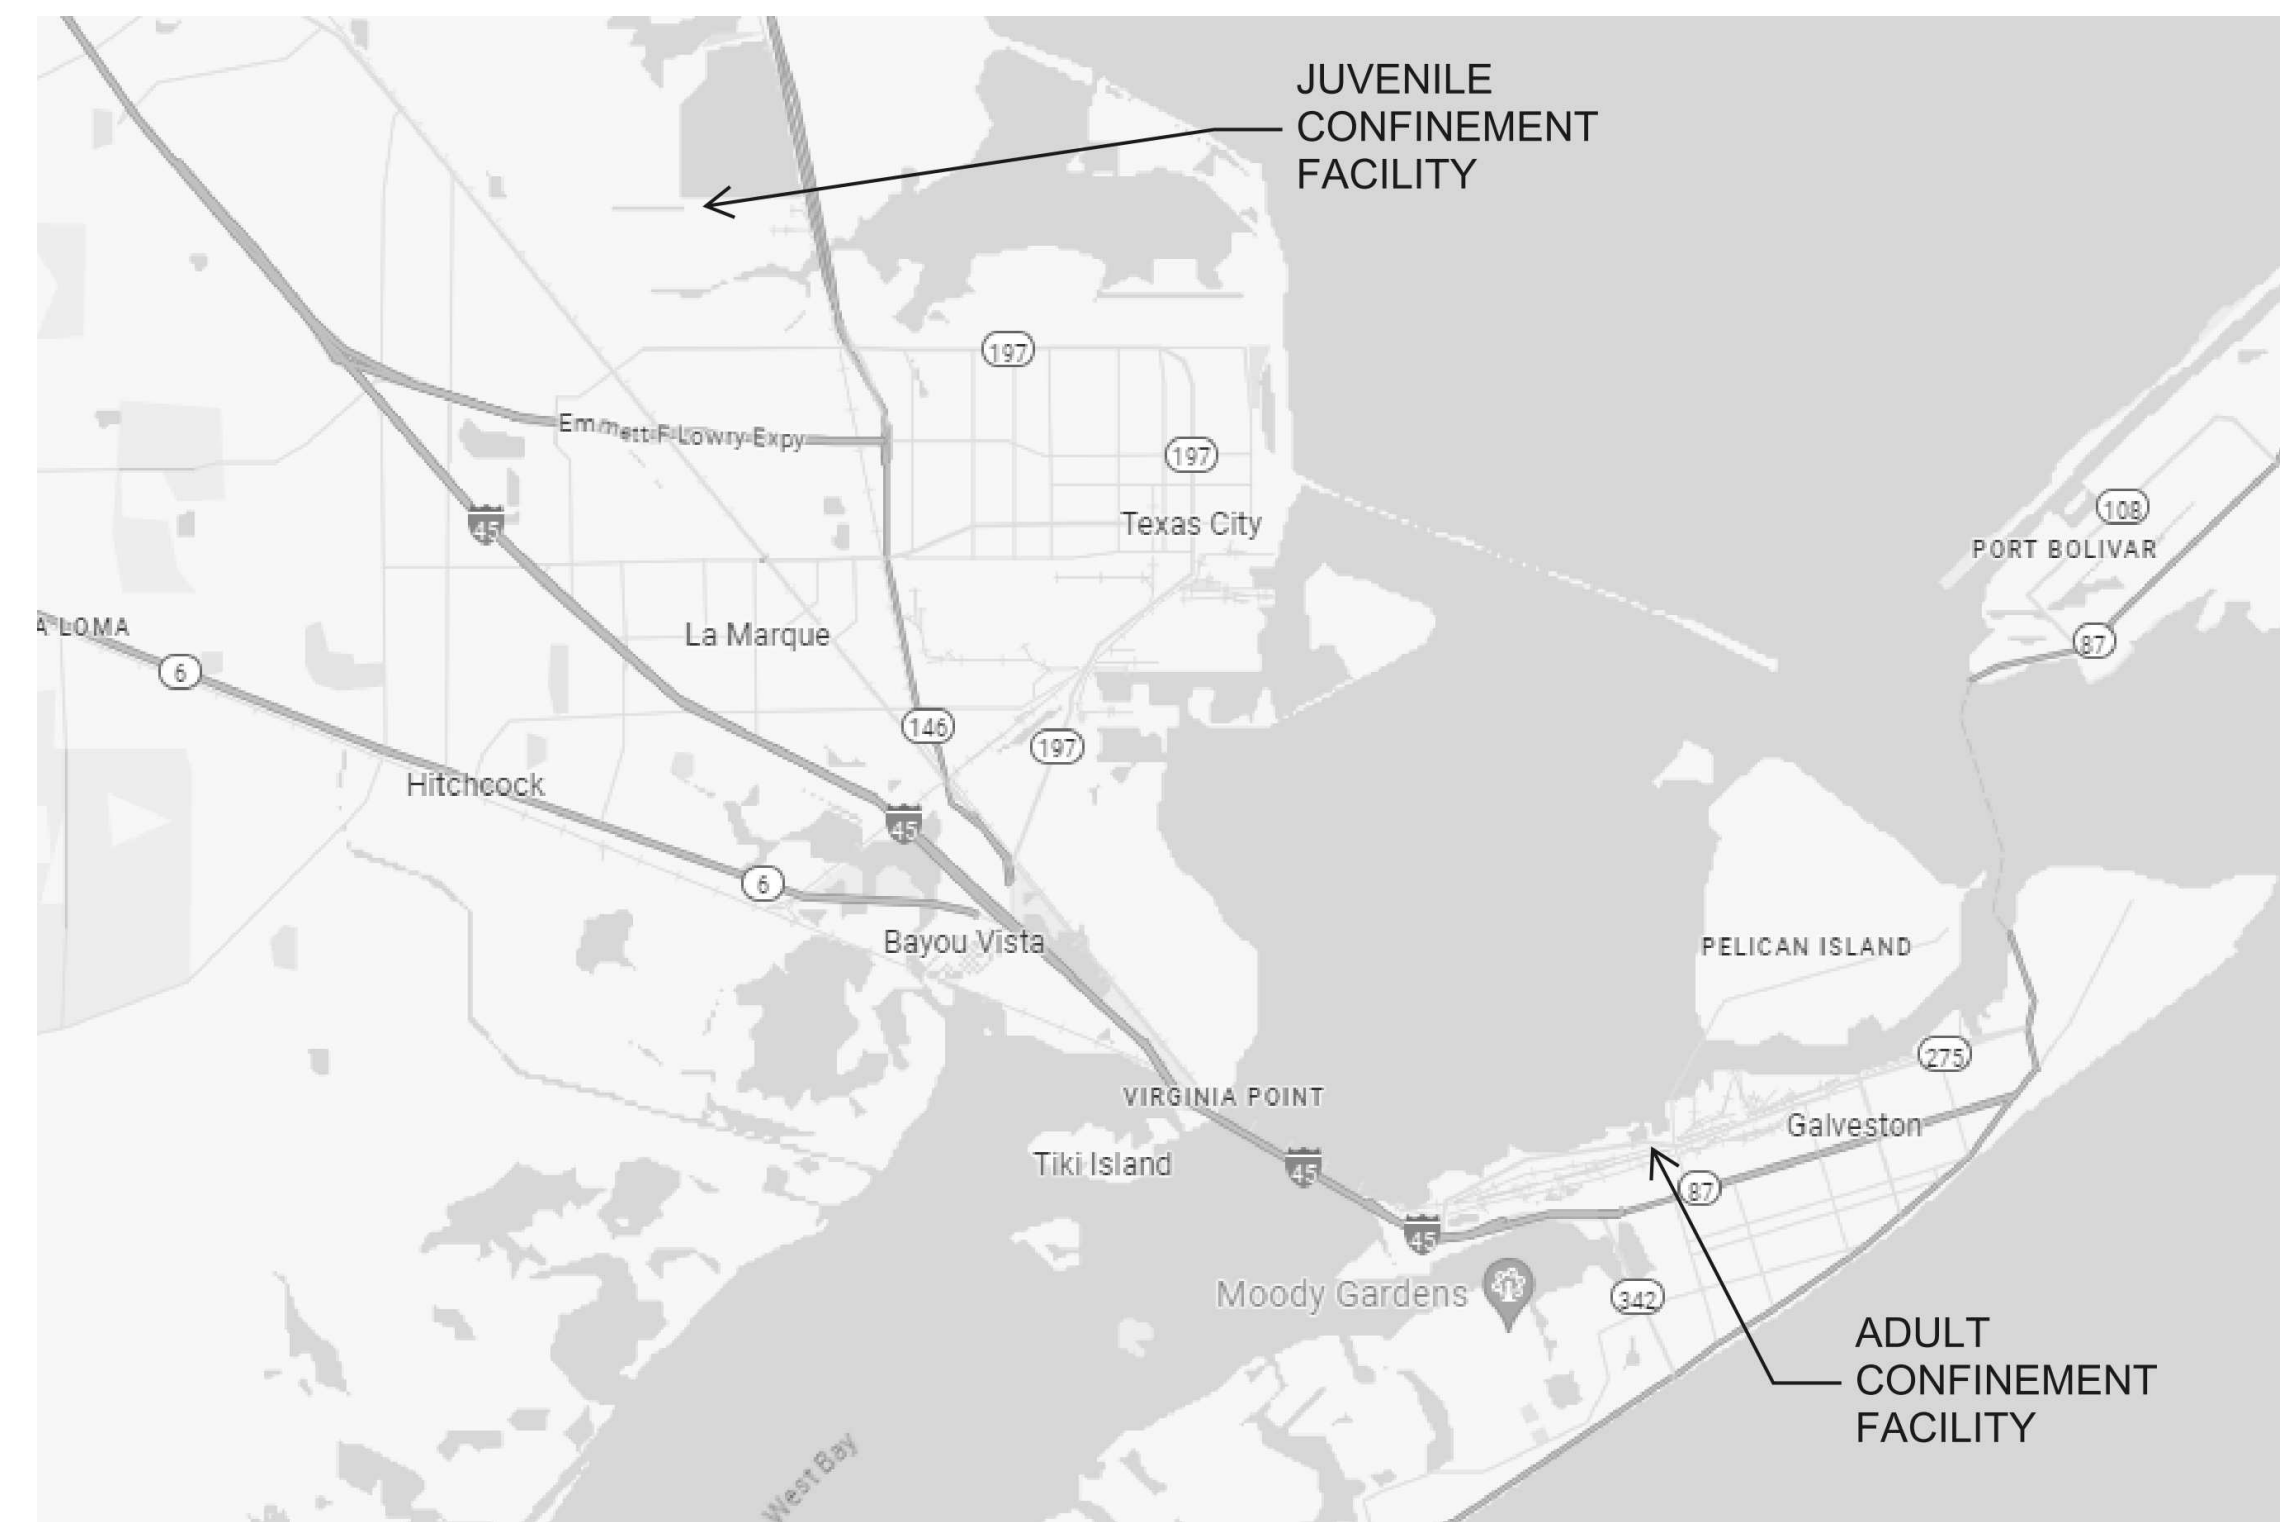 JUVENILE
CONFINEMENT
FACILITY
197
Emmett F Lowry Expy
197
45
Texas City
108
PORT BOLIVAR
A LOMA
La Marque
87
6
146
197
Hitchcock
45
6
Bayou Vista
PELICAN ISLAND
275
VIRGINIA POINT
Galveston
Tiki Island
45
87
45
Moody Gardens
342
ADULT
CONFINEMENT
FACILITY
West Bay